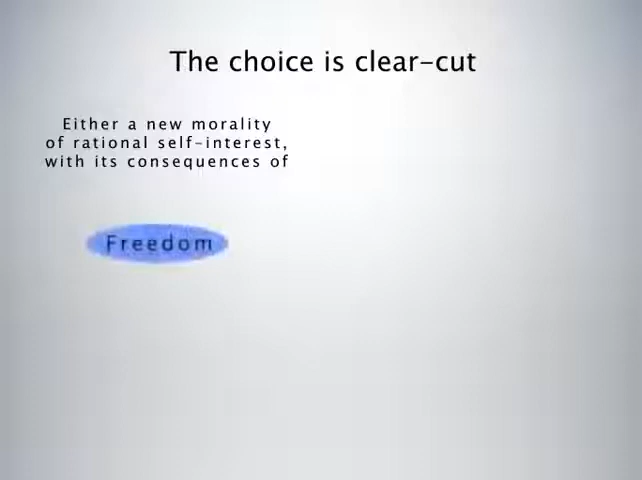 The choice is clear-cut
Either a new morality
of rational self-interest,
with its consequences of
Freedom